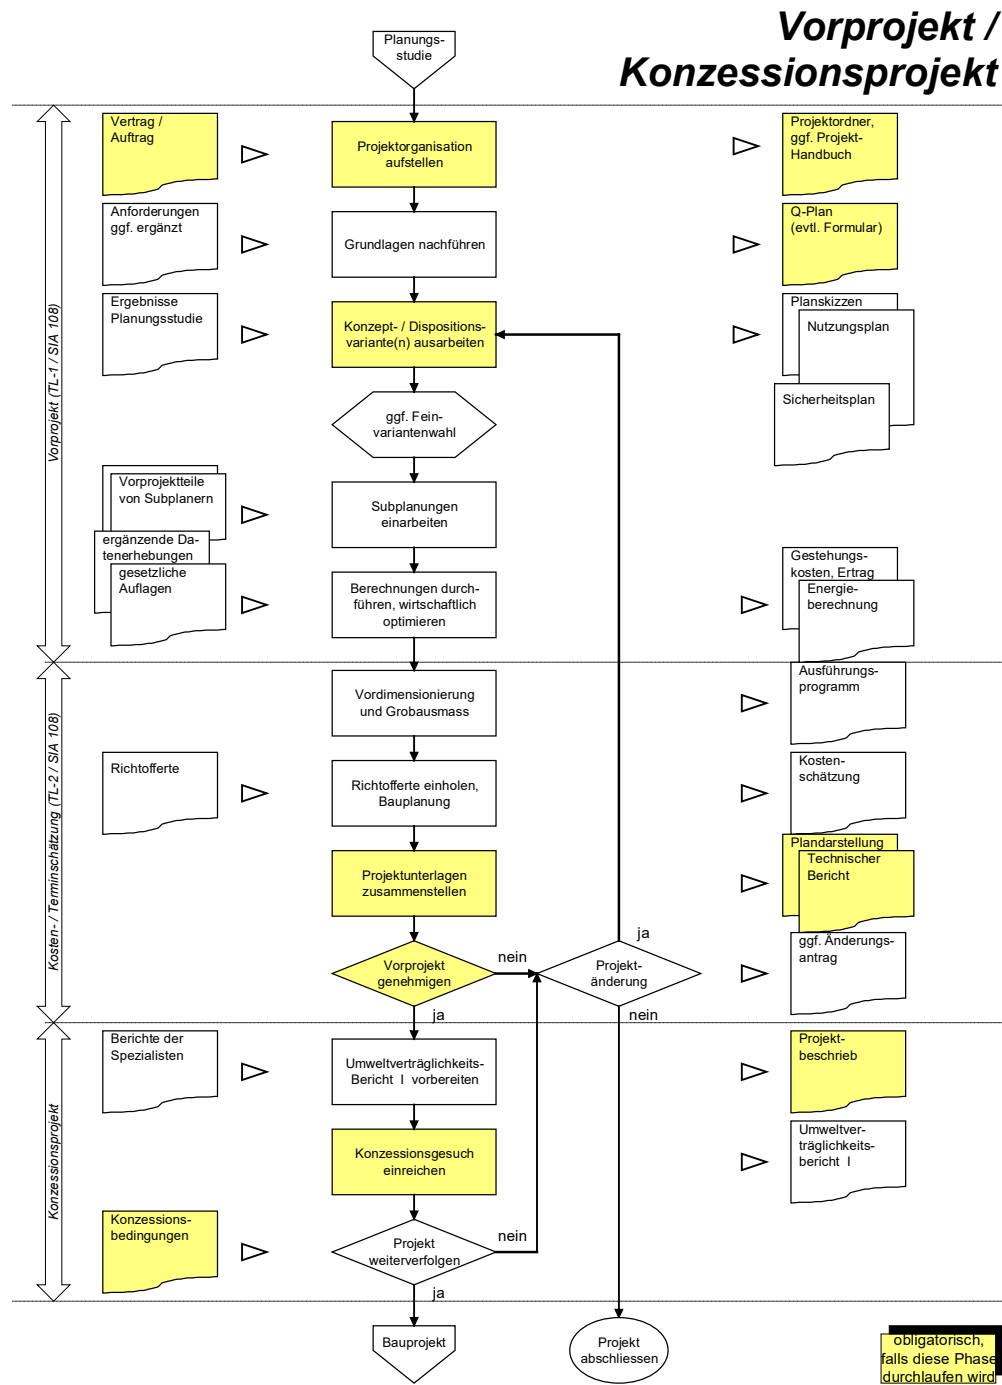 Vorprojekt /
Konzessionsprojekt
Planungs-
studie
Vorprojekt (TL-1 / SIA 108)
Vertrag /
Auftrag
Projektorganisation
aufstellen
Projektordner,
ggf. Projekt-
Handbuch
Anforderungen
ggf. ergänzt
Grundlagen nachführen
Q-Plan
(evtl. Formular)
Ergebnisse
Planungsstudie
Konzept- / Dispositions-
variante(n) ausarbeiten
Planskizzen
Nutzungsplan
Sicherheitsplan
ggf. Fein-
variantenwahl
Vorprojektteile
von Subplanern
Subplanungen
einarbeiten
ergänzende Da-
tenerhebungen
gesetzliche
Auflagen
Berechnungen durch-
führen, wirtschaftlich
optimieren
Gestehungs-
kosten, Ertrag
Energie-
berechnung
Kosten- / Terminschätzung (TL-2 / SIA 108)
Vordimensionierung
und Grobausmass
Ausführungs-
programm
Richtofferte
Richtofferte einholen,
Bauplanung
Kosten-
schätzung
Projektunterlagen
zusammenstellen
Plandarstellung
Technischer
Bericht
Vorprojekt
genehmigen
nein
ja
Projekt-
änderung
ja
nein
ggf. Änderungs-
antrag
Konzessionsprojekt
Berichte der
Spezialisten
Umweltverträglichkeits-
Bericht I vorbereiten
Projekt-
beschrieb
Konzessionsgesuch
einreichen
Umweltver-
träglichkeits-
bericht I
Konzessions-
bedingungen
Projekt
weiterverfolgen
nein
ja
Bauprojekt
Projekt
abschliessen
obligatorisch,
falls diese Phase
durchlaufen wird